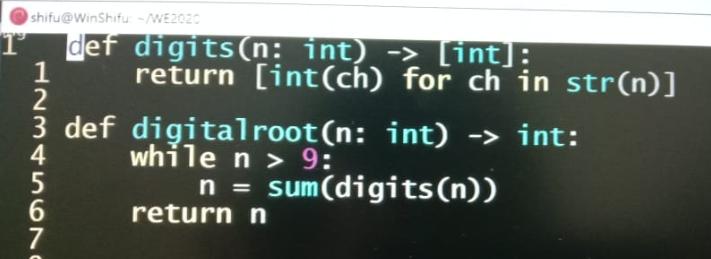 shifu@WinShifu: ~/WE2020
1 def digits(n: int) -> [int]:
1 return [int(ch) for ch in str(n)]
2
3 def digitalroot(n: int) -> int:
4 while n > 9:
5 n = sum(digits(n))
6 return n
7